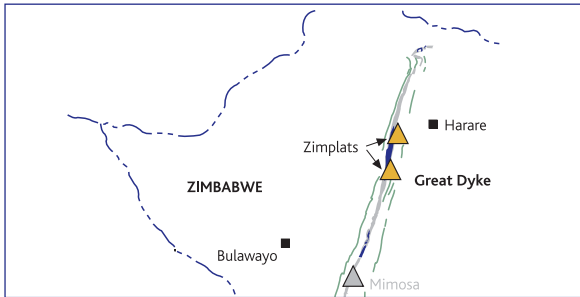 Harare
Zimplats
ZIMBABWE
Great Dyke
Bulawayo
Mimosa